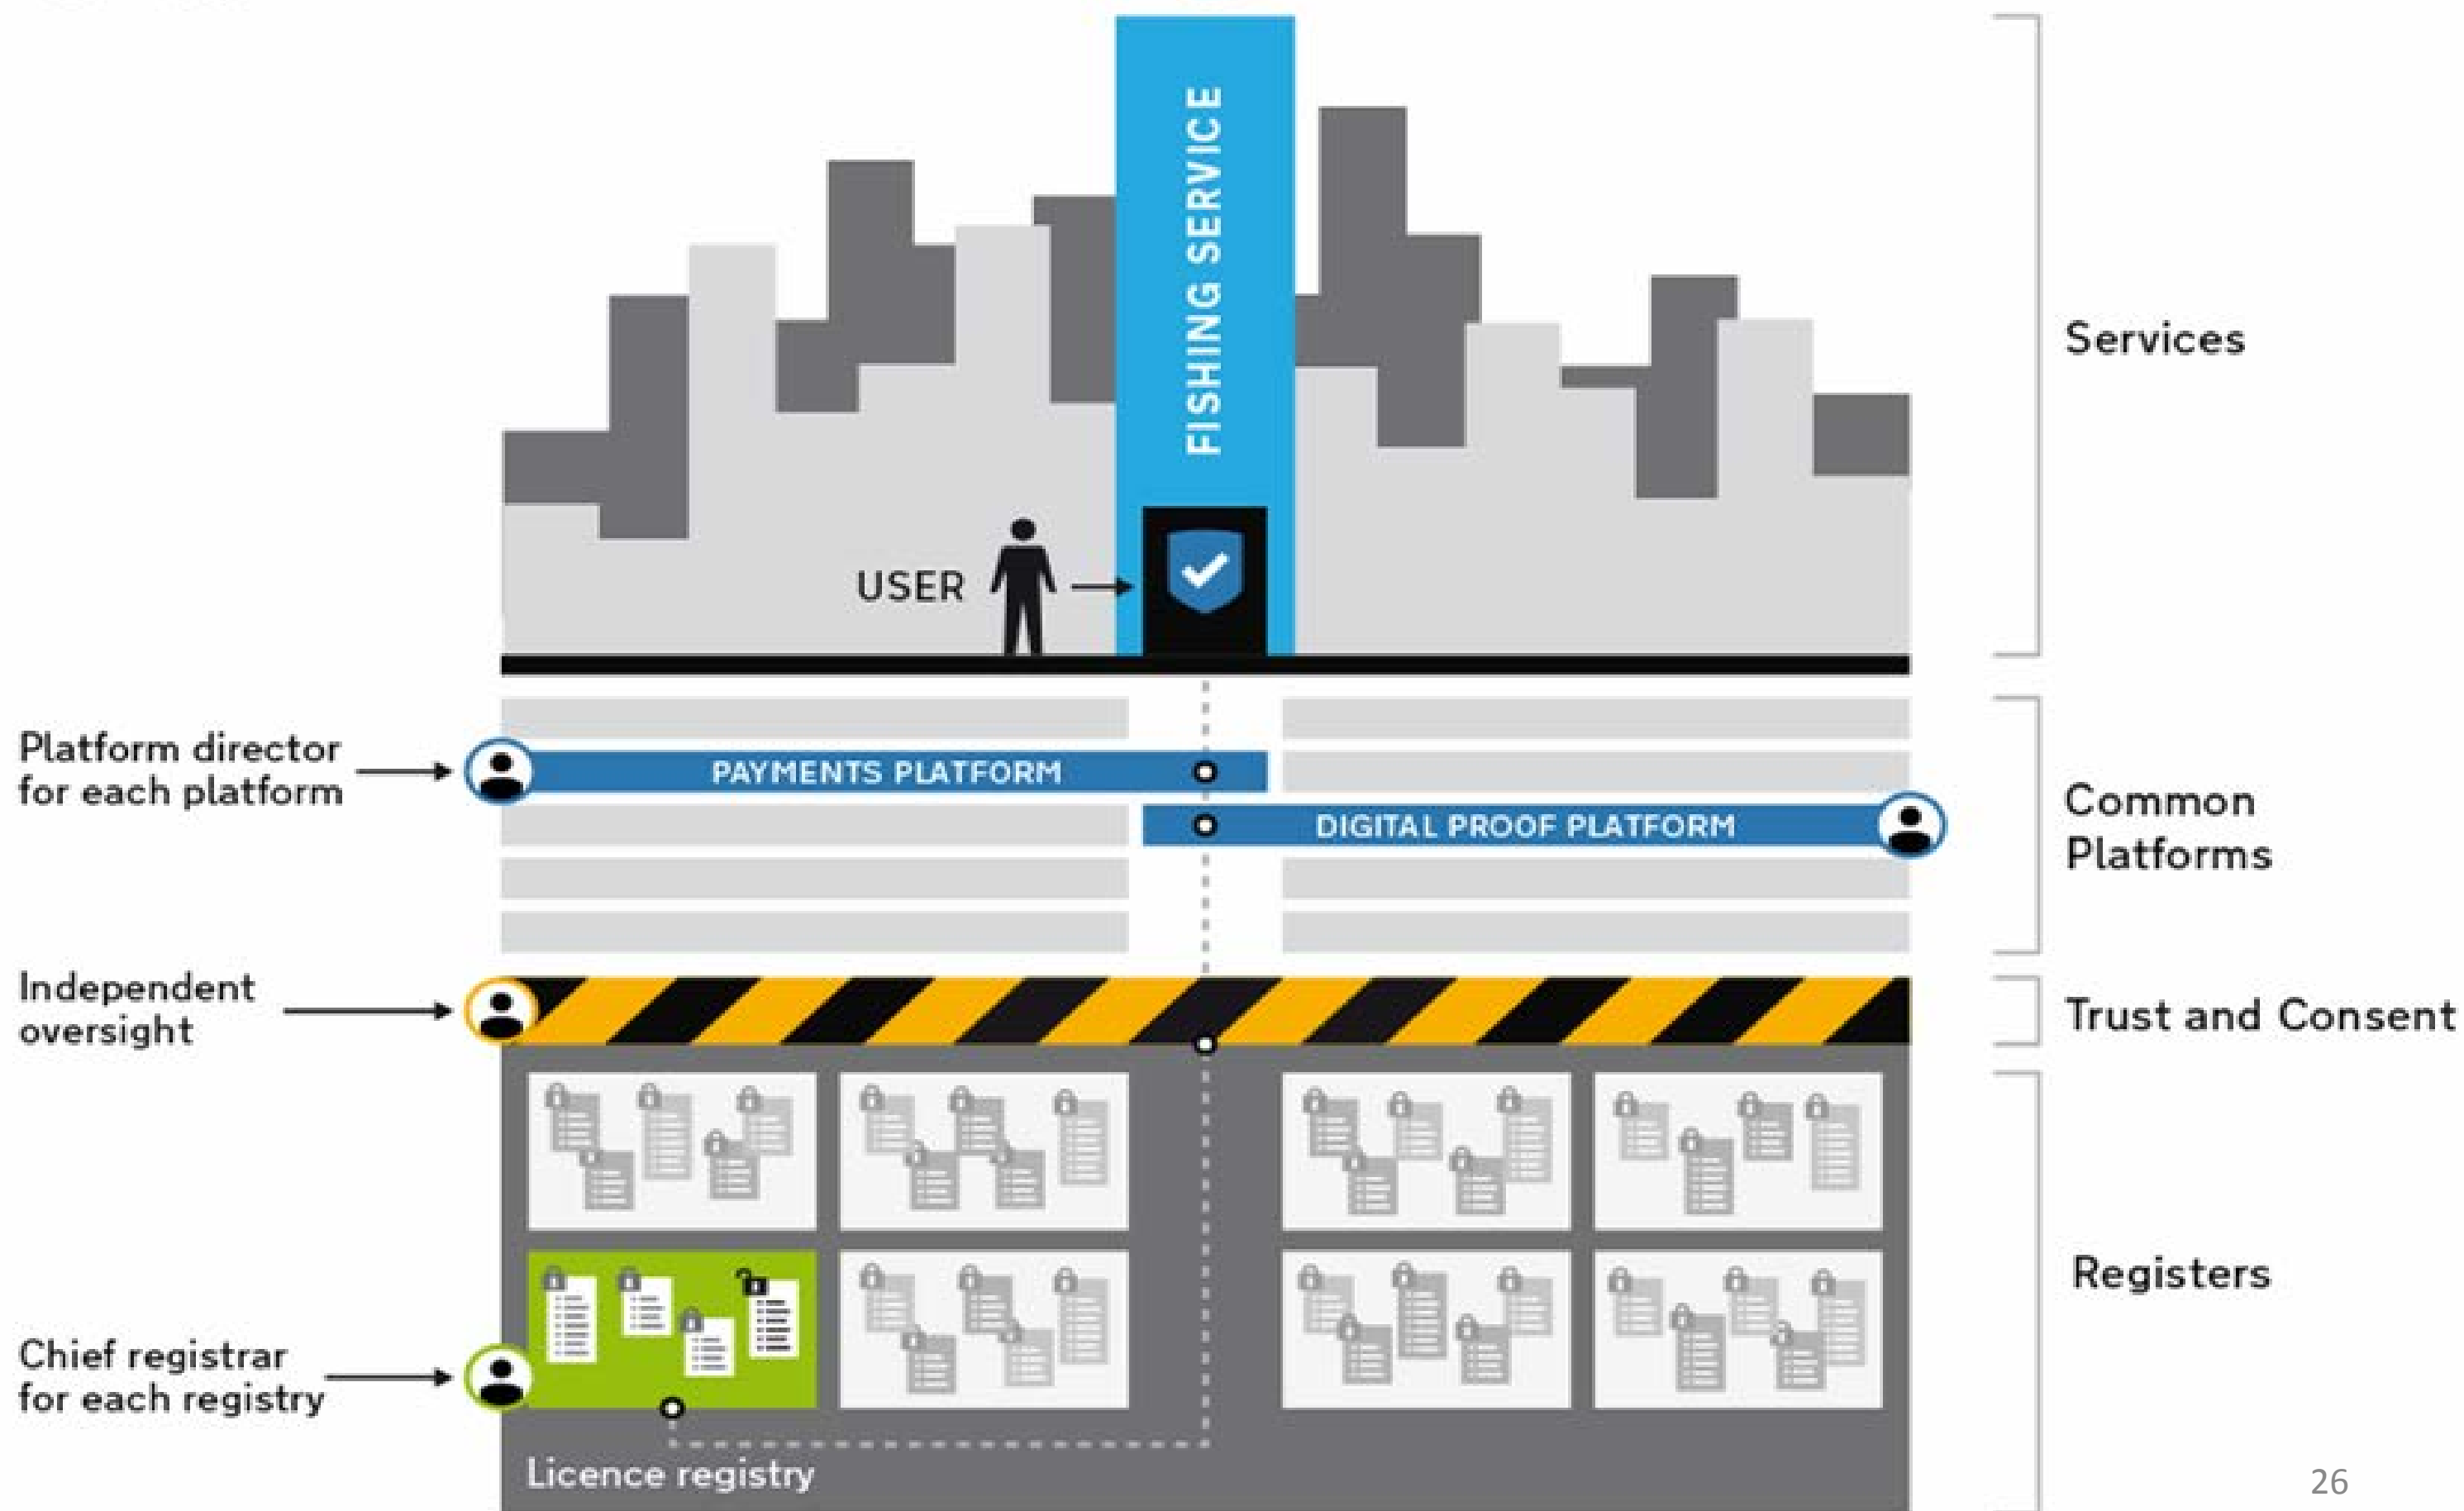 FISHING SERVICE
Services
USER
Platform director
for each platform
PAYMENTS PLATFORM
DIGITAL PROOF PLATFORM
Common
Platforms
Independent
oversight
Trust and Consent
Registers
Chief registrar
for each registry
Licence registry
26